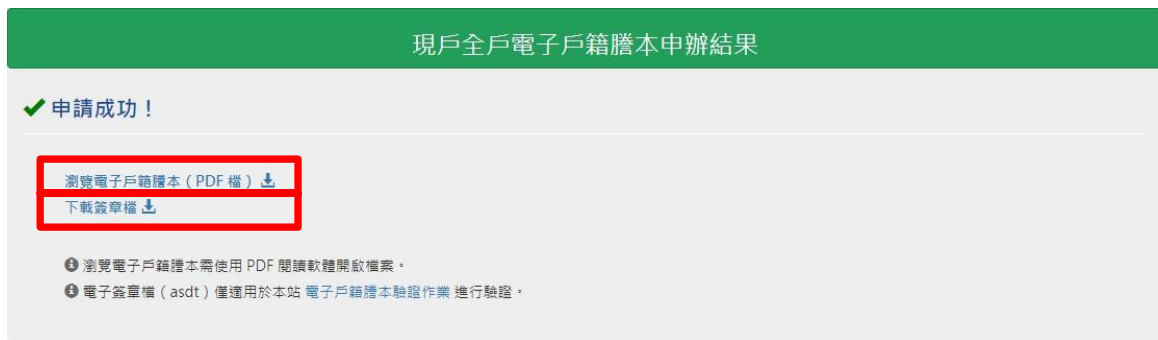 現戶全戶電子戶籍謄本申辦結果
申請成功！
瀏覽電子戶籍謄本（PDF 檔）
下載簽章檔
瀏覽電子戶籍謄本需使用 PDF 閱讀軟體開啟檔案。
電子簽章檔（asdt）僅適用於本站 電子戶籍謄本驗證作業 進行驗證。